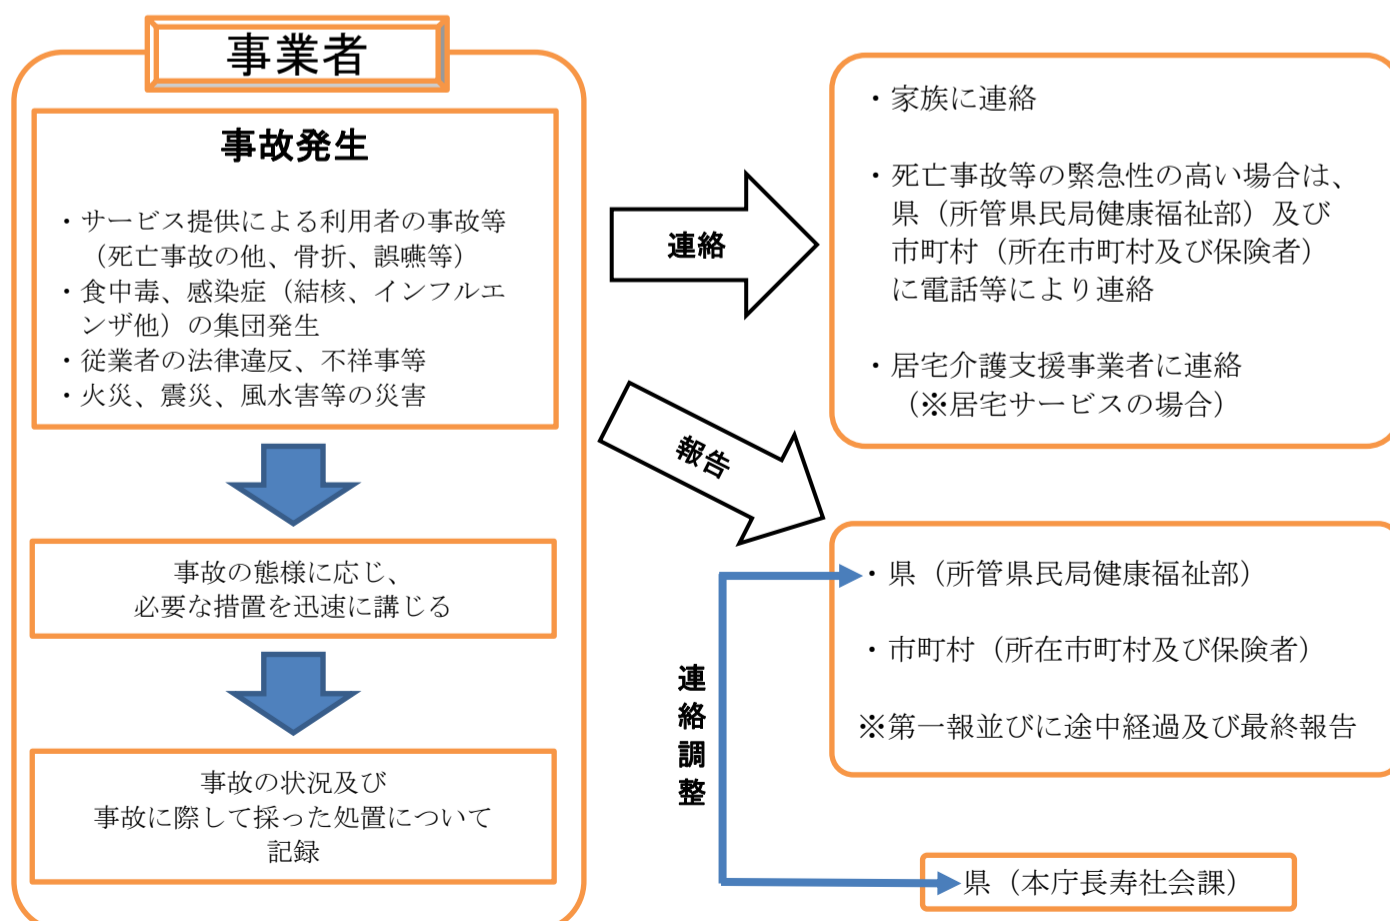 事業者
事故発生
・サービス提供による利用者の事故等
（死亡事故の他、骨折、誤嚥等）
・食中毒、感染症（結核、インフルエ
ンザ他）の集団発生
・従業者の法律違反、不祥事等
・火災、震災、風水害等の災害
事故の態様に応じ、
必要な措置を迅速に講じる
事故の状況及び
事故に際して採った処置について
記録
連絡
・家族に連絡
・死亡事故等の緊急性の高い場合は、
県（所管県民局健康福祉部）及び
市町村（所在市町村及び保険者）
に電話等により連絡
・居宅介護支援事業者に連絡
（※居宅サービスの場合）
報告
・県（所管県民局健康福祉部）
・市町村（所在市町村及び保険者）
※第一報並びに途中経過及び最終報告
連絡調整
県（本庁長寿社会課）